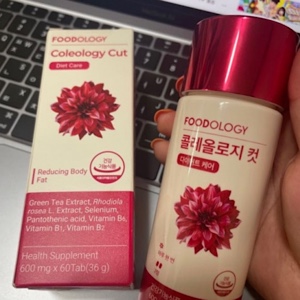 FOODOLOGY
Coleology Cut
Diet Care
Reducing Body
Fat
Green Tea Extract, Rhodiola
rosea L. Extract, Selenium,
Pantothenic acid, Vitamin B6,
Vitamin B1, Vitamin B2
Health Supplement
600 mg x 60Tab(36 g)
FOODOLOGY
콜레올로지 컷
다이어트 케어